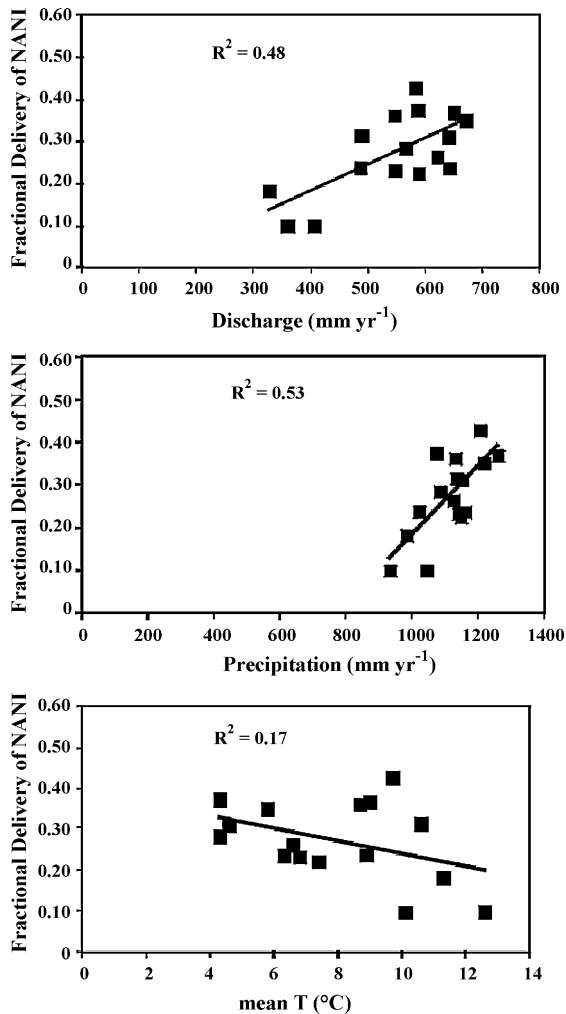 Fractional Delivery of NANI
0.60
0.50
0.40
0.30
0.20
0.10
0
R² = 0.48
0 100 200 300 400 500 600 700 800
Discharge (mm yr⁻¹)
Fractional Delivery of NANI
0.60
0.50
0.40
0.30
0.20
0.10
0
R² = 0.53
0 200 400 600 800 1000 1200 1400
Precipitation (mm yr⁻¹)
Fractional Delivery of NANI
0.60
0.50
0.40
0.30
0.20
0.10
0
R² = 0.17
0 2 4 6 8 10 12 14
mean T (°C)